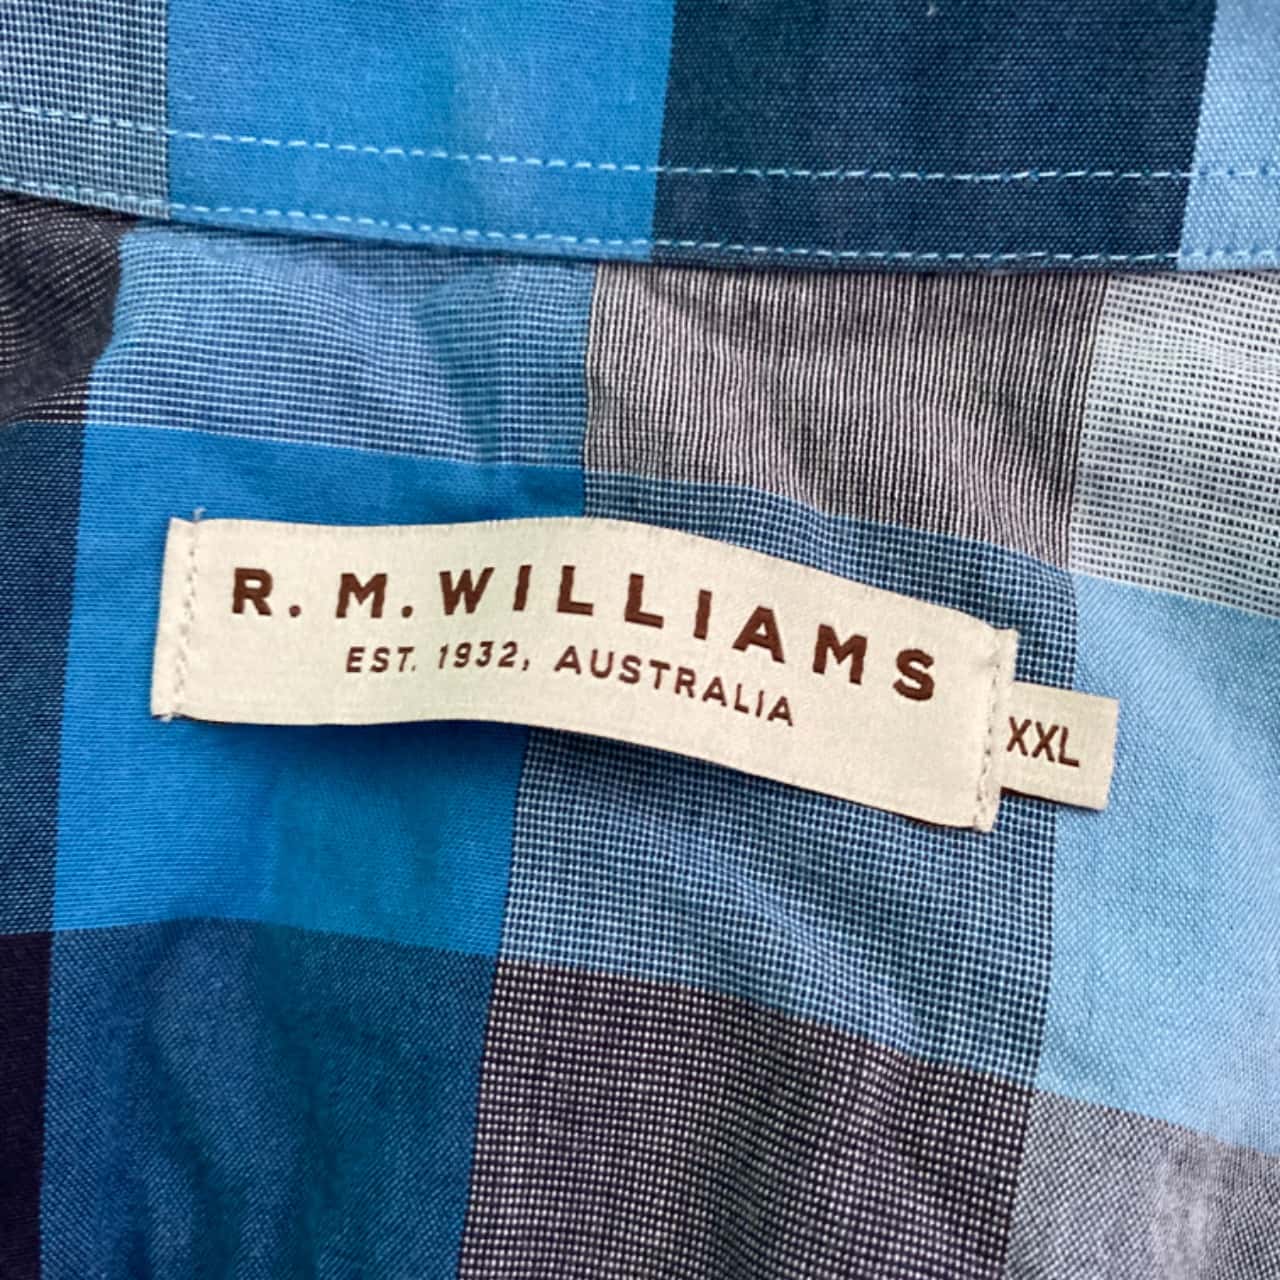 R. M. WILLIAMS
EST. 1932, AUSTRALIA
XXL